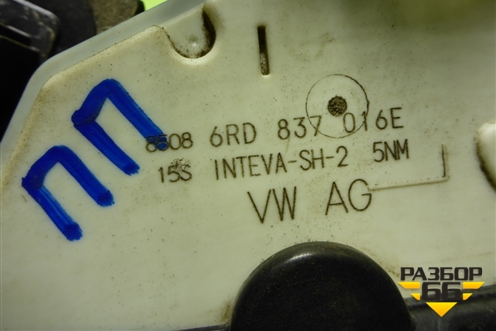 ПП
8508 6RD 837 016E
15S INTEVA-SH-2 5NM
VW AG
РАЗБОР
66